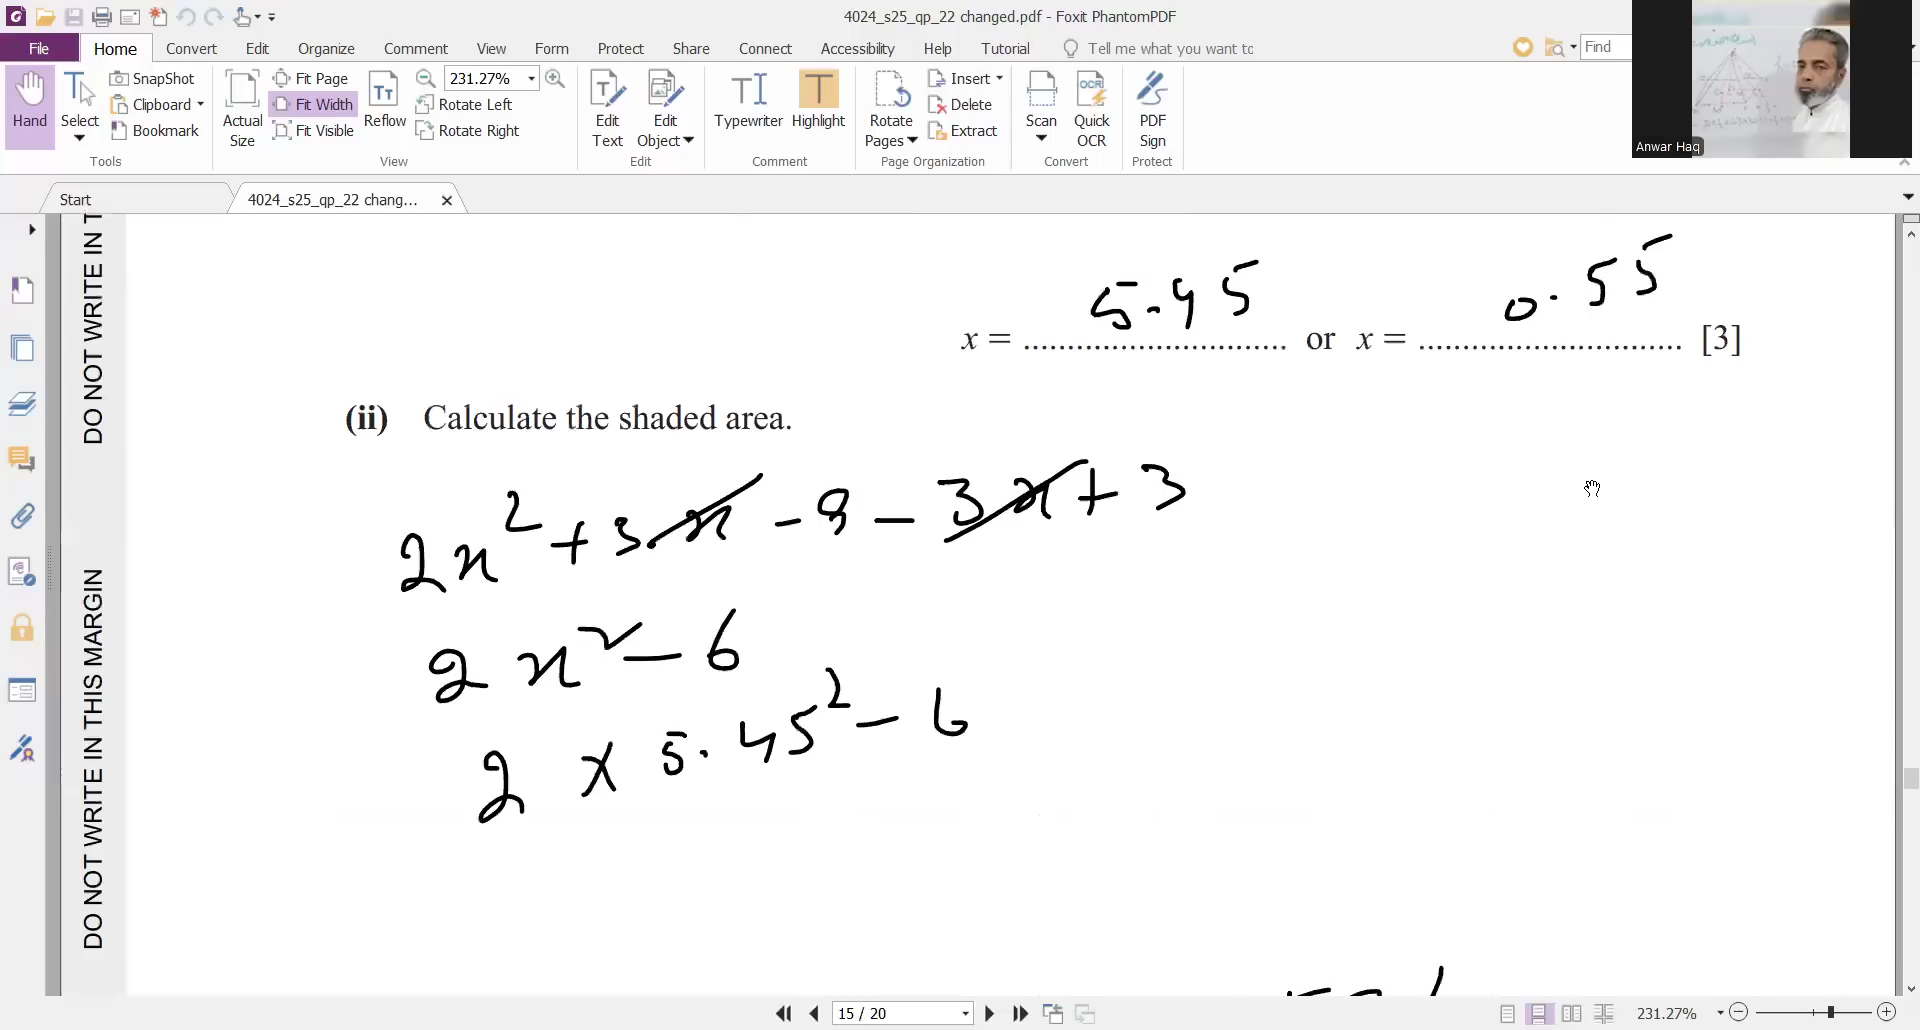 4024_s25_qp_22 changed.pdf - Foxit PhantomPDF
File Home Convert Edit Organize Comment View Form Protect Share Connect Accessibility Help Tutorial Tell me what you want to Find
Hand Select SnapShot Clipboard Bookmark
Tools
Actual Size Fit Page Fit Width Fit Visible Reflow 231.27% Rotate Left Rotate Right
View
Edit Text Edit Object
Edit
Typewriter Highlight
Comment
Rotate Pages Insert Delete Extract
Page Organization
Scan Quick OCR
Convert
PDF Sign
Protect
Anwar Haq
Start 4024_s25_qp_22 chang...
DO NOT WRITE IN T
DO NOT WRITE IN THIS MARGIN
5.45 0.55
x = .............................. or x = .............................. [3]
(ii) Calculate the shaded area.
2x² + 3x - 9 - 3x + 3
2x² - 6
2 × 5.45² - 6
15 / 20 231.27%